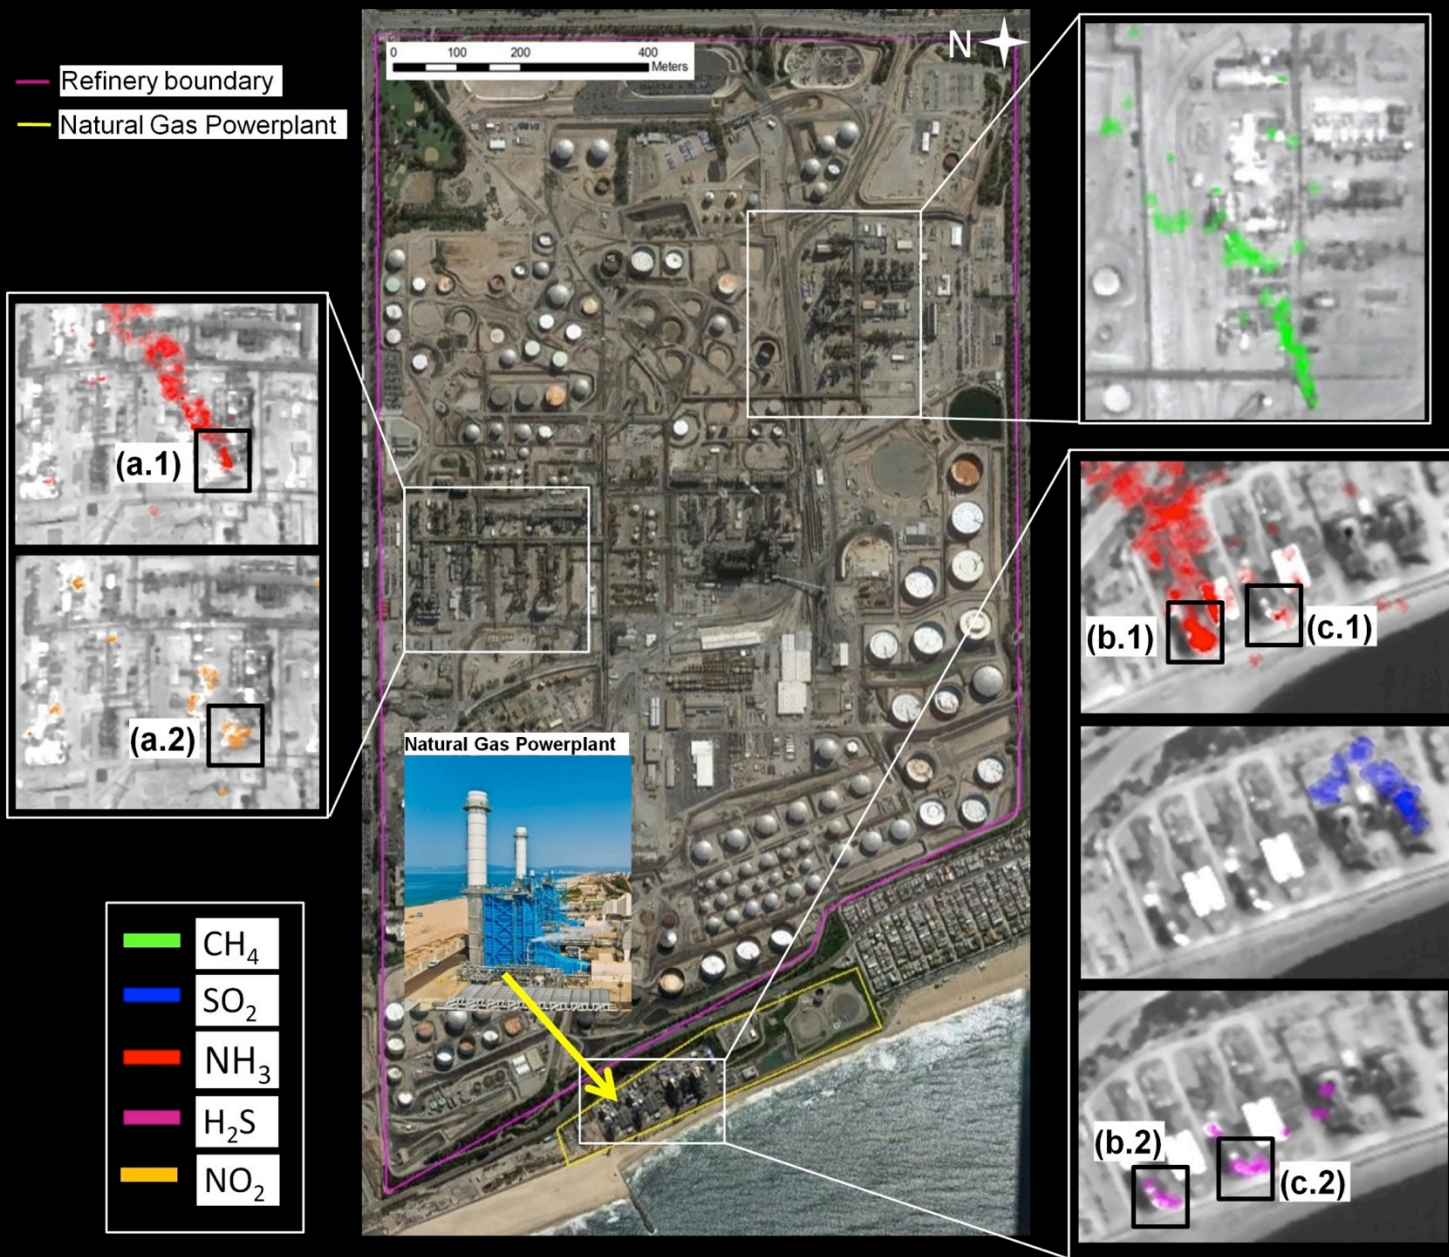 Refinery boundary
Natural Gas Powerplant
0 100 200 400
Meters
N
(a.1)
(a.2)
(b.1)
(c.1)
(b.2)
(c.2)
Natural Gas Powerplant
CH₄
SO₂
NH₃
H₂S
NO₂